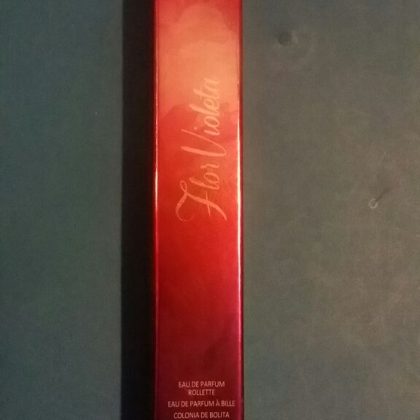 Flor Violeta
EAU DE PARFUM
ROLLETTE
EAU DE PARFUM À BILLE
COLONIA DE BOLITA